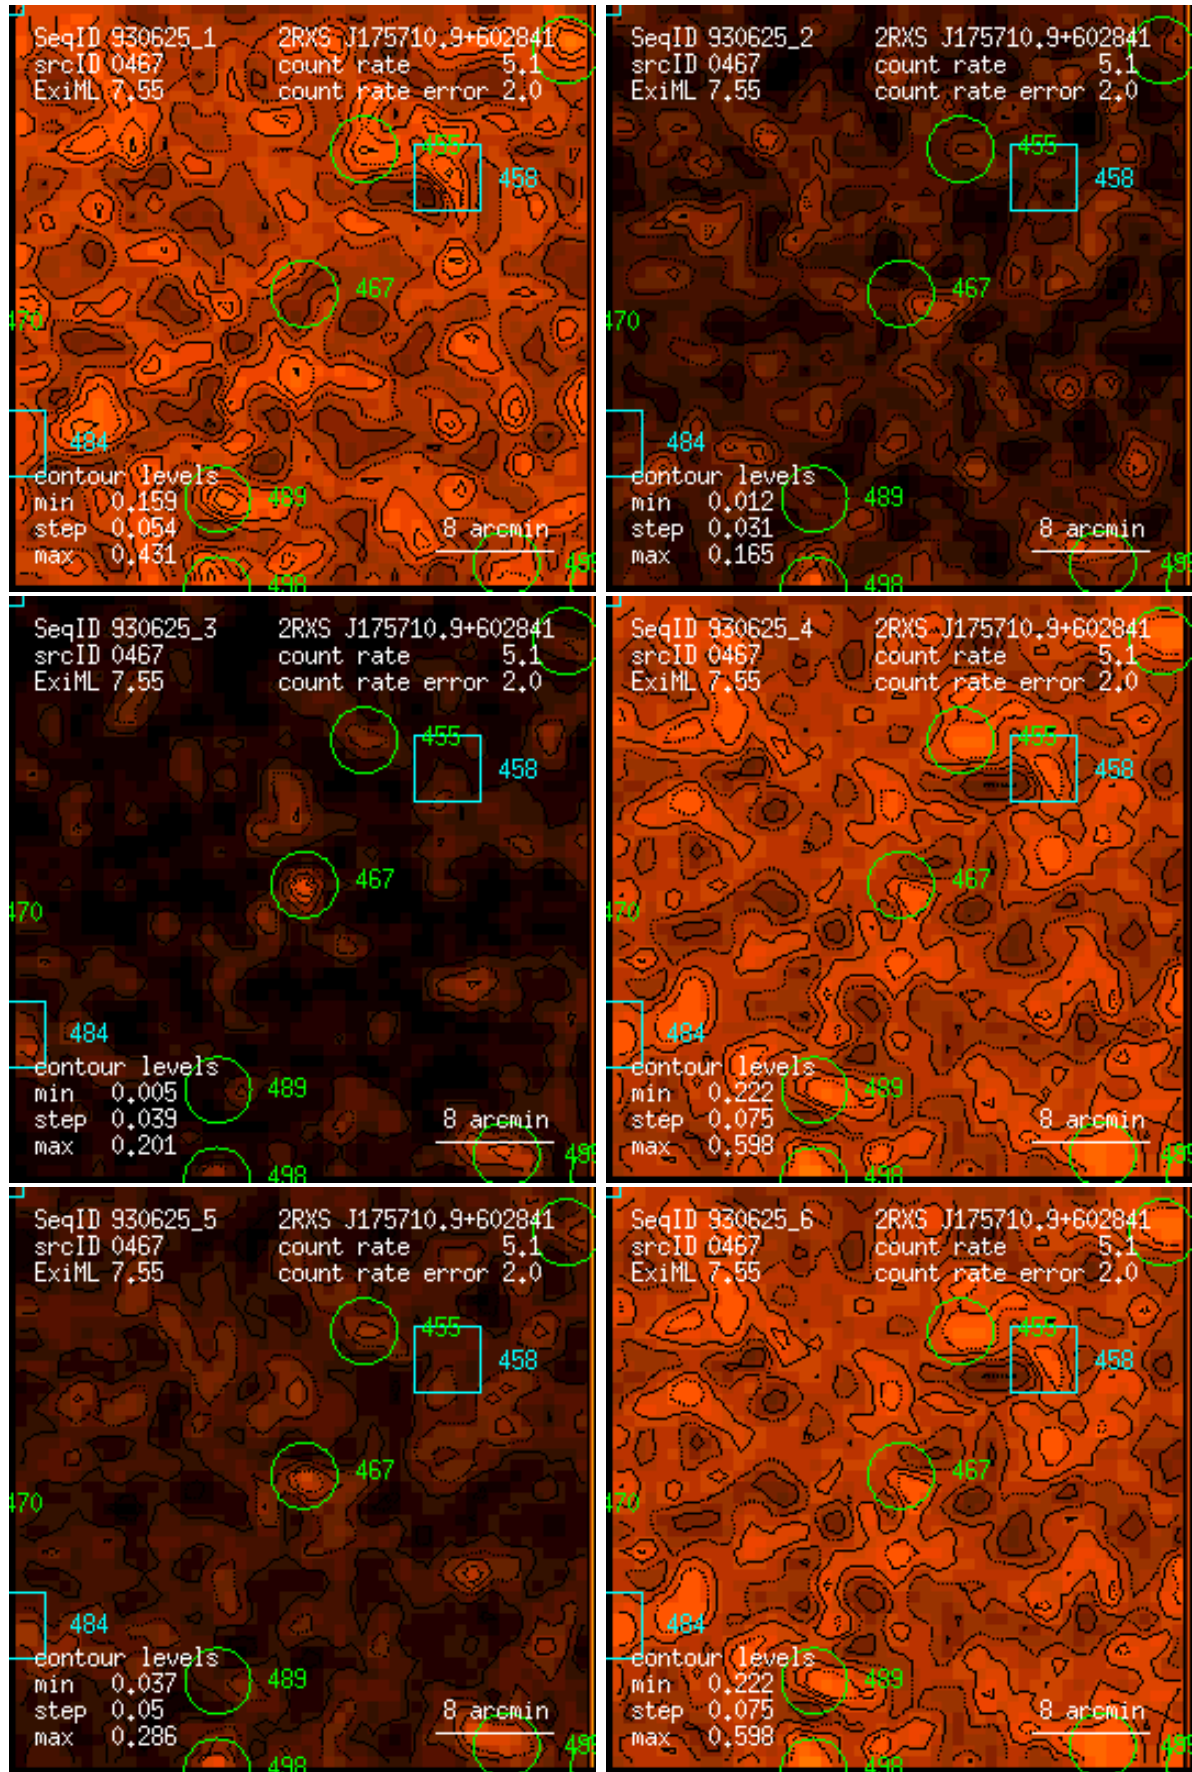 SeqID 930625_1 2RXS J175710.9+602841
srcID 0467 count rate 5.1
ExiML 7.55 count rate error 2.0
455
458
467
470
484
contour levels
min 0.159 489
step 0.054
max 0.431 8 arcmin
498
SeqID 930625_2 2RXS J175710.9+602841
srcID 0467 count rate 5.1
ExiML 7.55 count rate error 2.0
455
458
467
470
484
contour levels
min 0.012 489
step 0.031
max 0.165 8 arcmin
498
SeqID 930625_3 2RXS J175710.9+602841
srcID 0467 count rate 5.1
ExiML 7.55 count rate error 2.0
455
458
467
470
484
contour levels
min 0.005 489
step 0.039
max 0.201 8 arcmin
498
SeqID 930625_4 2RXS J175710.9+602841
srcID 0467 count rate 5.1
ExiML 7.55 count rate error 2.0
455
458
467
470
484
contour levels
min 0.222 489
step 0.075
max 0.598 8 arcmin
498
SeqID 930625_5 2RXS J175710.9+602841
srcID 0467 count rate 5.1
ExiML 7.55 count rate error 2.0
455
458
467
470
484
contour levels
min 0.037 489
step 0.05
max 0.286 8 arcmin
498
SeqID 930625_6 2RXS J175710.9+602841
srcID 0467 count rate 5.1
ExiML 7.55 count rate error 2.0
455
458
467
470
484
contour levels
min 0.222 489
step 0.075
max 0.598 8 arcmin
498